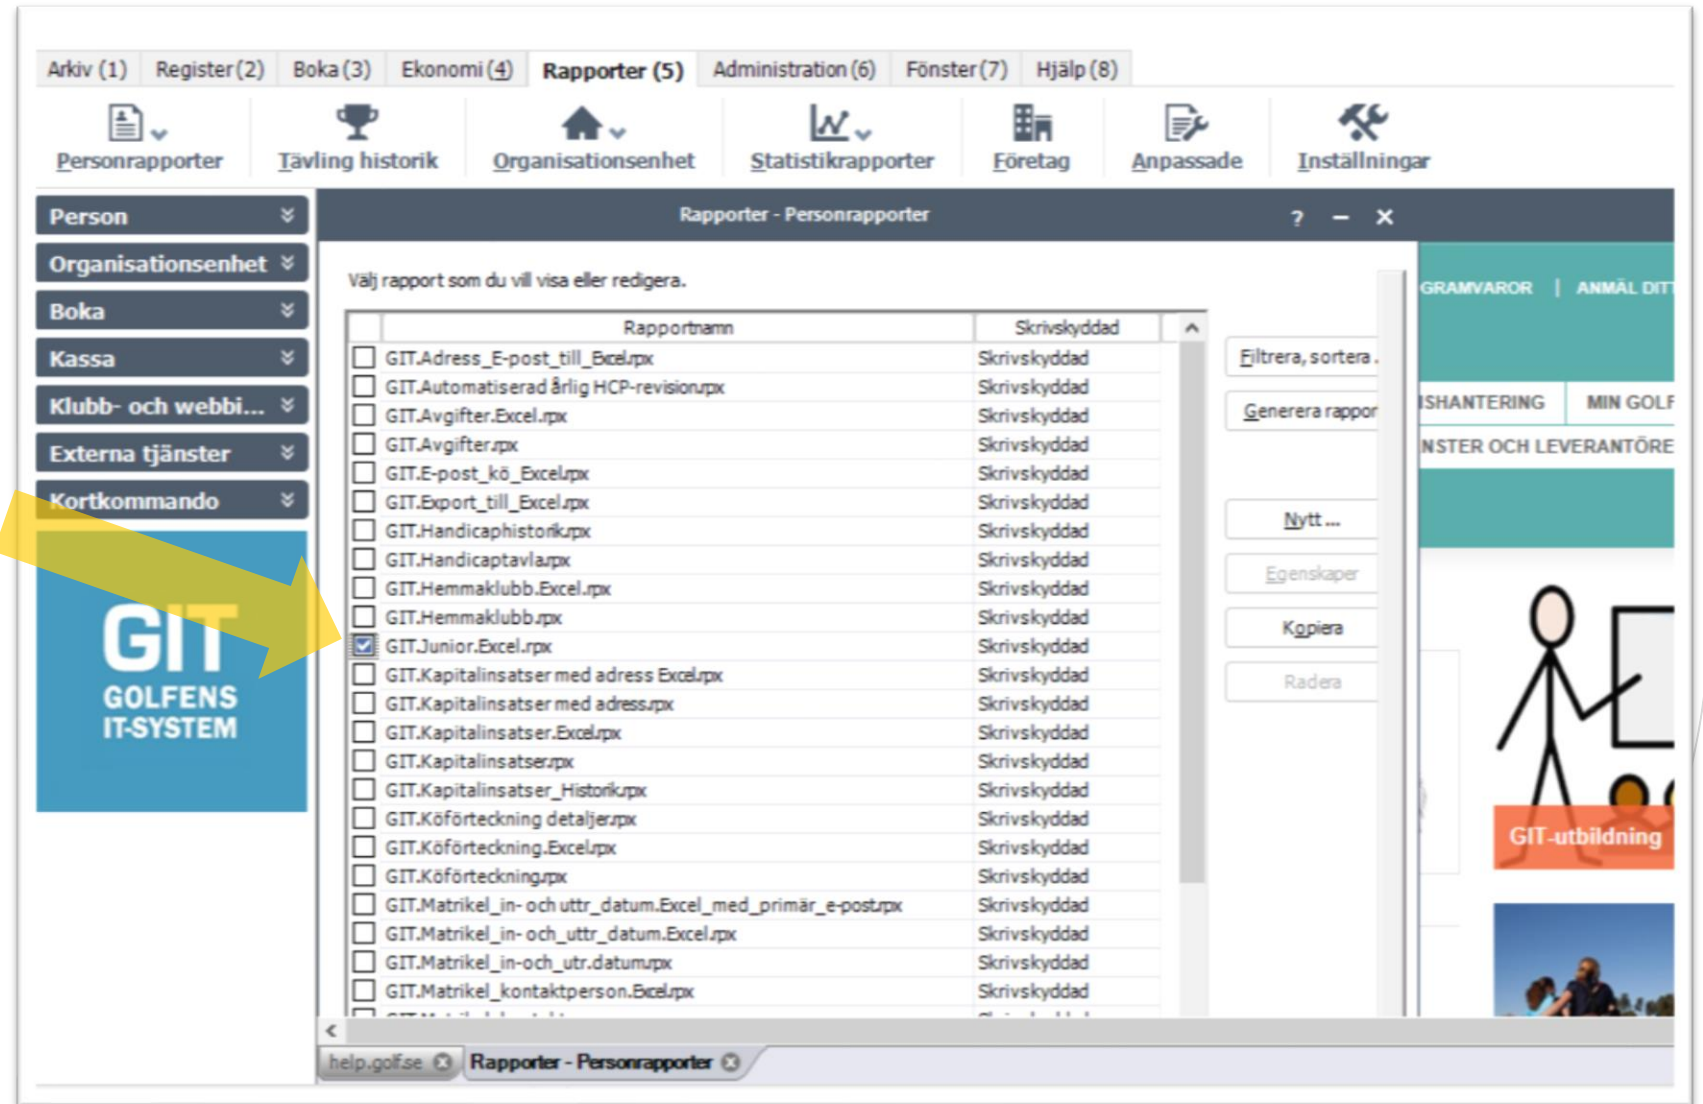 Arkiv (1) Register (2) Boka (3) Ekonomi (4) Rapporter (5) Administration (6) Fönster (7) Hjälp (8)
Personrapporter Tävling historik Organisationsenhet Statistikrapporter Företag Anpassade Inställningar
Person
Organisationsenhet
Boka
Kassa
Klubb- och webbi...
Externa tjänster
Kortkommando
GIT
GOLFENS
IT-SYSTEM
Rapporter - Personrapporter ? – ×
Välj rapport som du vill visa eller redigera.
Rapportnamn Skrivskyddad
GIT.Adress_E-post_till_Excel.rpx Skrivskyddad
GIT.Automatiserad årlig HCP-revision.rpx Skrivskyddad
GIT.Avgifter.Excel.rpx Skrivskyddad
GIT.Avgifter.rpx Skrivskyddad
GIT.E-post_kö_Excel.rpx Skrivskyddad
GIT.Export_till_Excel.rpx Skrivskyddad
GIT.Handicaphistorik.rpx Skrivskyddad
GIT.Handicaptavla.rpx Skrivskyddad
GIT.Hemmaklubb.Excel.rpx Skrivskyddad
GIT.Hemmaklubb.rpx Skrivskyddad
GIT.Junior.Excel.rpx Skrivskyddad
GIT.Kapitalinsatser med adress Excel.rpx Skrivskyddad
GIT.Kapitalinsatser med adress.rpx Skrivskyddad
GIT.Kapitalinsatser.Excel.rpx Skrivskyddad
GIT.Kapitalinsatser.rpx Skrivskyddad
GIT.Kapitalinsatser_Historik.rpx Skrivskyddad
GIT.Köförteckning detaljer.rpx Skrivskyddad
GIT.Köförteckning.Excel.rpx Skrivskyddad
GIT.Köförteckning.rpx Skrivskyddad
GIT.Matrikel_in- och uttr_datum.Excel_med_primär_e-post.rpx Skrivskyddad
GIT.Matrikel_in- och_uttr_datum.Excel.rpx Skrivskyddad
GIT.Matrikel_in-och_utr.datum.rpx Skrivskyddad
GIT.Matrikel_kontaktperson.Excel.rpx Skrivskyddad
Filtrera, sortera .
Generera rappor
Nytt ...
Egenskaper
Kopiera
Radera
GRAMVAROR | ANMÄL DITT
ISHANTERING MIN GOLF
NSTER OCH LEVERANTÖRE
GIT-utbildning
help.golf.se Rapporter - Personrapporter